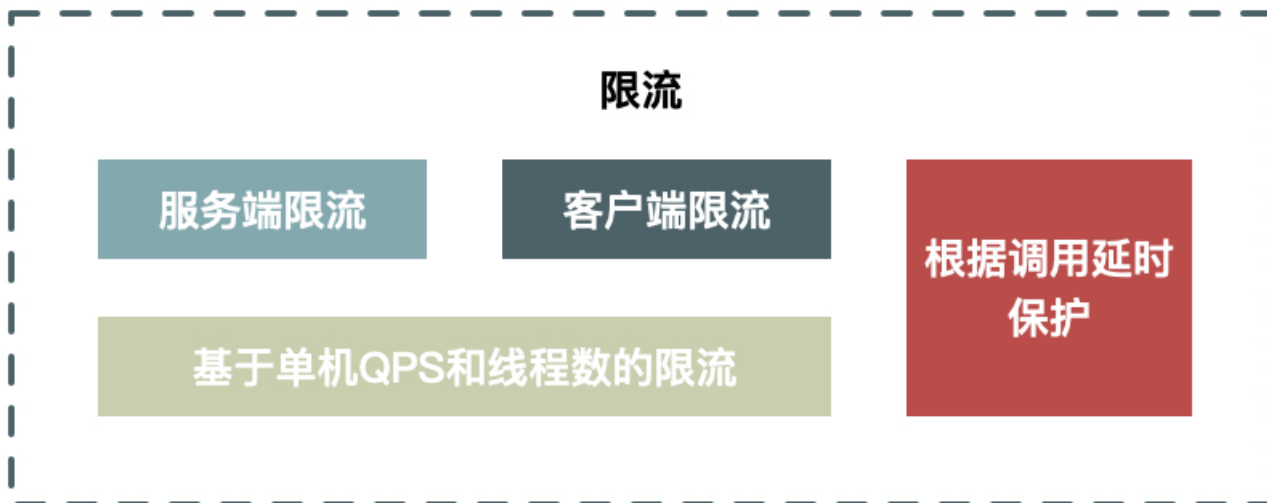 限流
服务端限流
客户端限流
根据调用延时
保护
基于单机QPS和线程数的限流